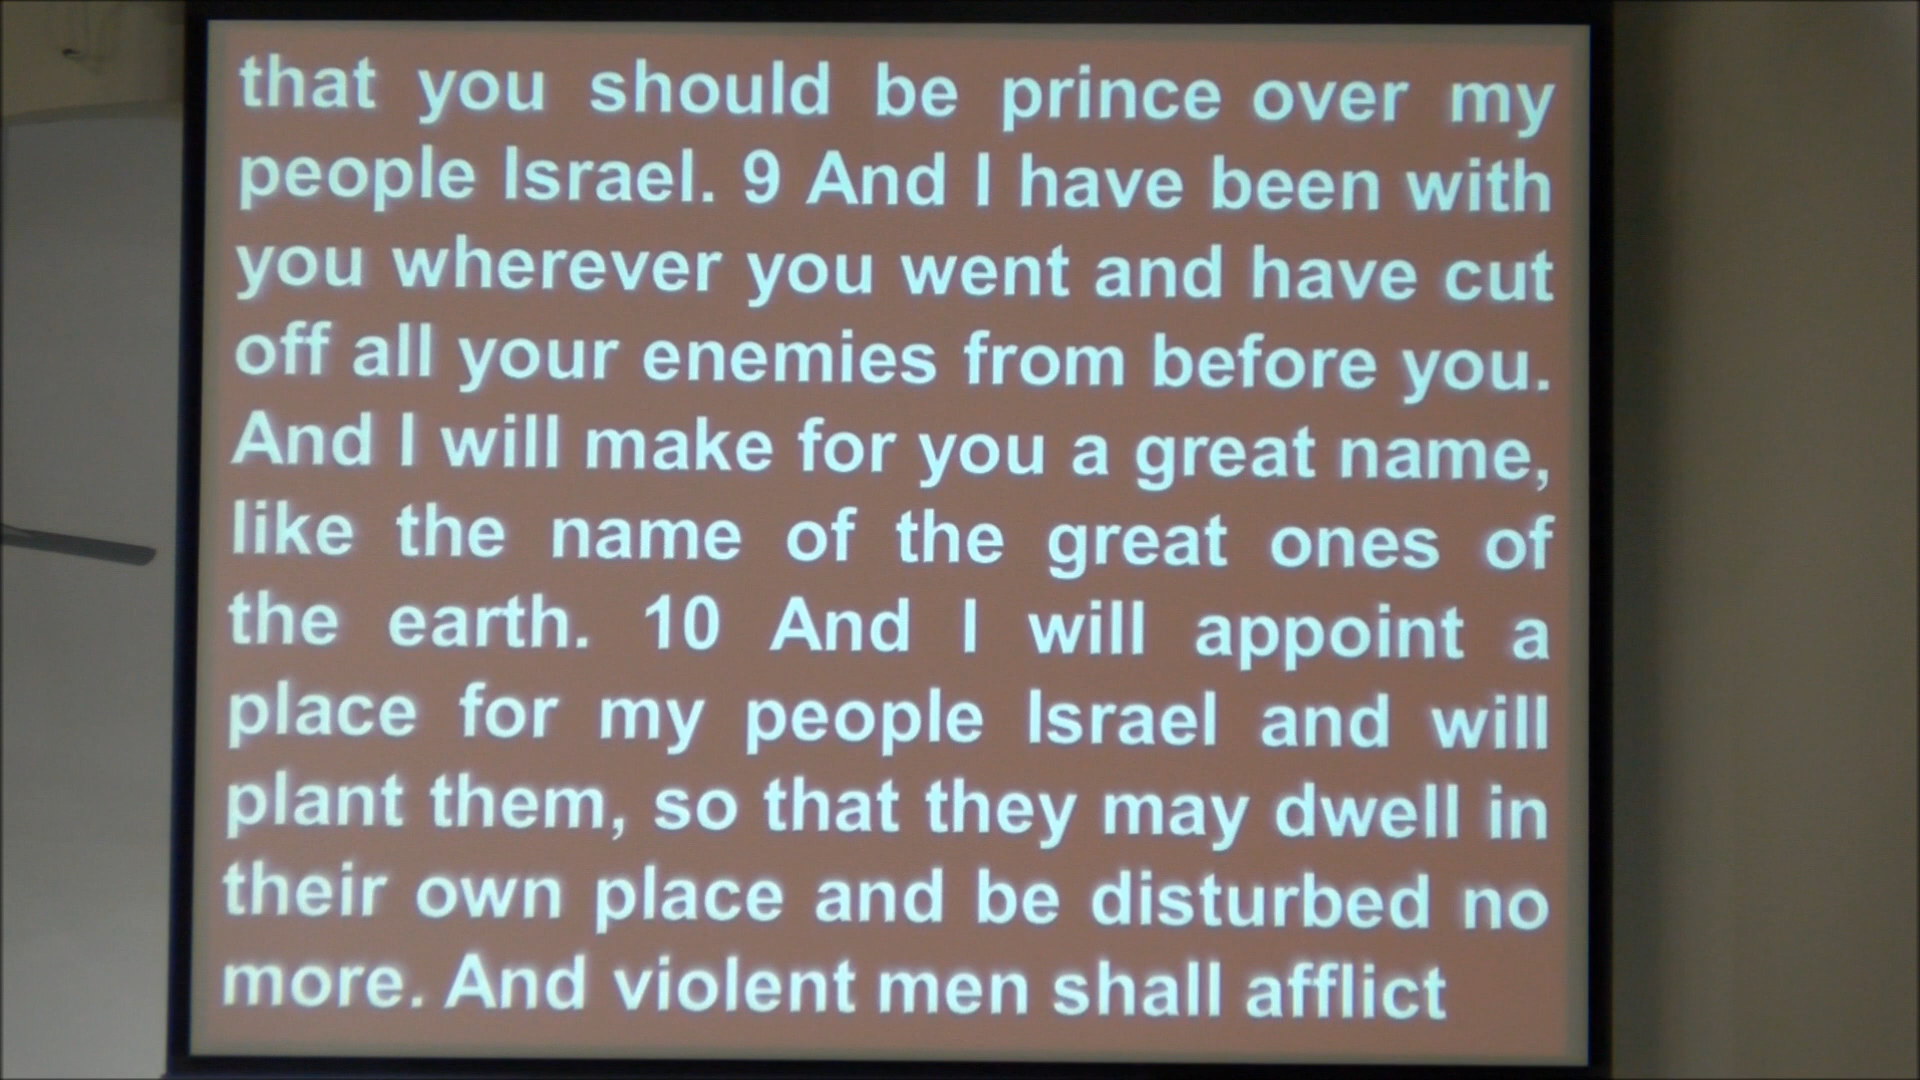 that you should be prince over my
people Israel. 9 And I have been with
you wherever you went and have cut
off all your enemies from before you.
And I will make for you a great name,
like the name of the great ones of
the earth. 10 And I will appoint a
place for my people Israel and will
plant them, so that they may dwell in
their own place and be disturbed no
more. And violent men shall afflict